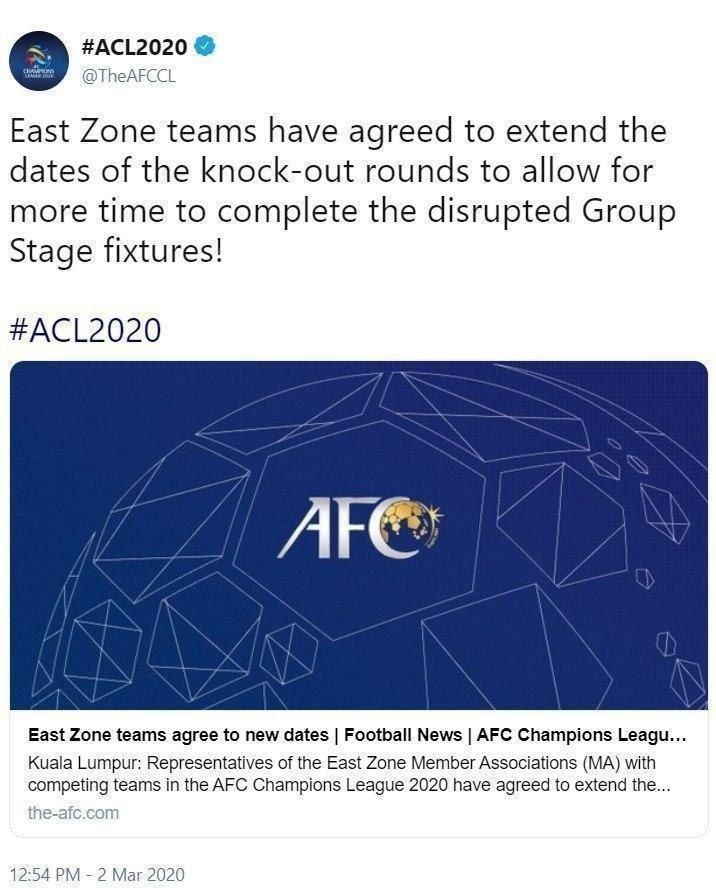 #ACL2020
@TheAFCCL
CHAMPIONS
LEAGUE 2020
East Zone teams have agreed to extend the
dates of the knock-out rounds to allow for
more time to complete the disrupted Group
Stage fixtures!
#ACL2020
AFC
East Zone teams agree to new dates | Football News | AFC Champions Leagu...
Kuala Lumpur: Representatives of the East Zone Member Associations (MA) with
competing teams in the AFC Champions League 2020 have agreed to extend the...
the-afc.com
12:54 PM - 2 Mar 2020